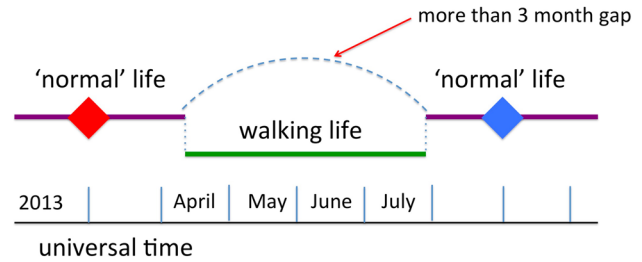 more than 3 month gap
‘normal’ life
‘normal’ life
walking life
2013 April May June July
universal time